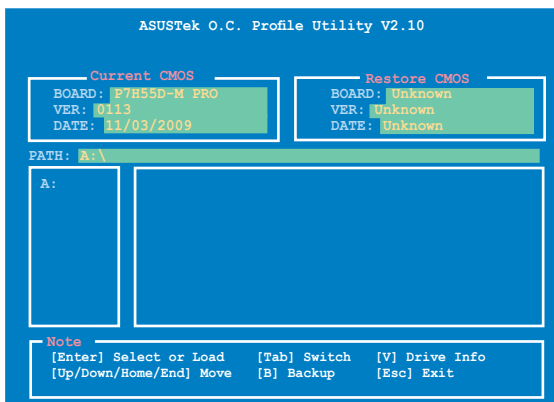 ASUSTek O.C. Profile Utility V2.10
Current CMOS
BOARD: P7H55D-M PRO
VER: 0113
DATE: 11/03/2009
Restore CMOS
BOARD: Unknown
VER: Unknown
DATE: Unknown
PATH: A:\
A:
Note
[Enter] Select or Load [Tab] Switch [V] Drive Info
[Up/Down/Home/End] Move [B] Backup [Esc] Exit